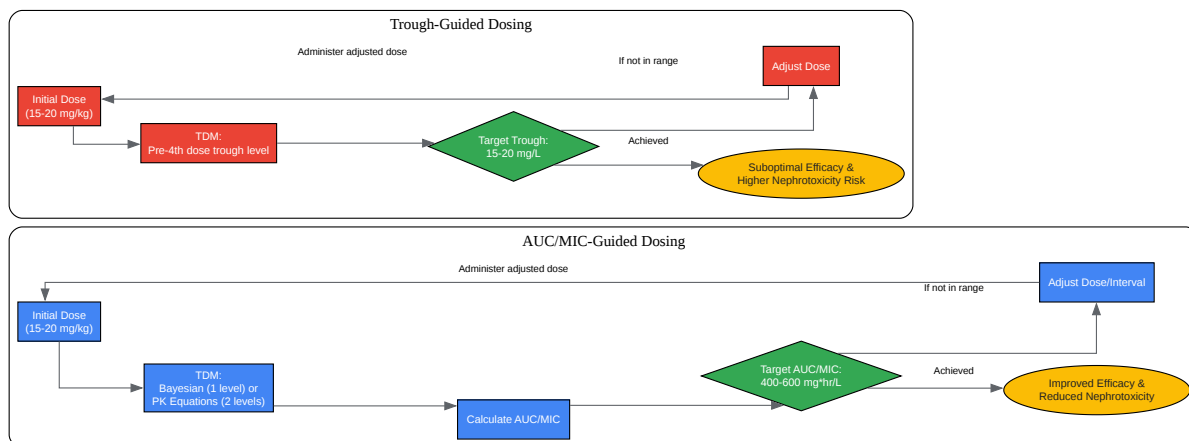 Trough-Guided Dosing
Administer adjusted dose
If not in range
Adjust Dose
Initial Dose
(15-20 mg/kg)
TDM:
Pre-4th dose trough level
Target Trough:
15-20 mg/L
Achieved
Suboptimal Efficacy &
Higher Nephrotoxicity Risk
AUC/MIC-Guided Dosing
Administer adjusted dose
If not in range
Adjust Dose/Interval
Initial Dose
(15-20 mg/kg)
TDM:
Bayesian (1 level) or
PK Equations (2 levels)
Calculate AUC/MIC
Target AUC/MIC:
400-600 mg*hr/L
Achieved
Improved Efficacy &
Reduced Nephrotoxicity